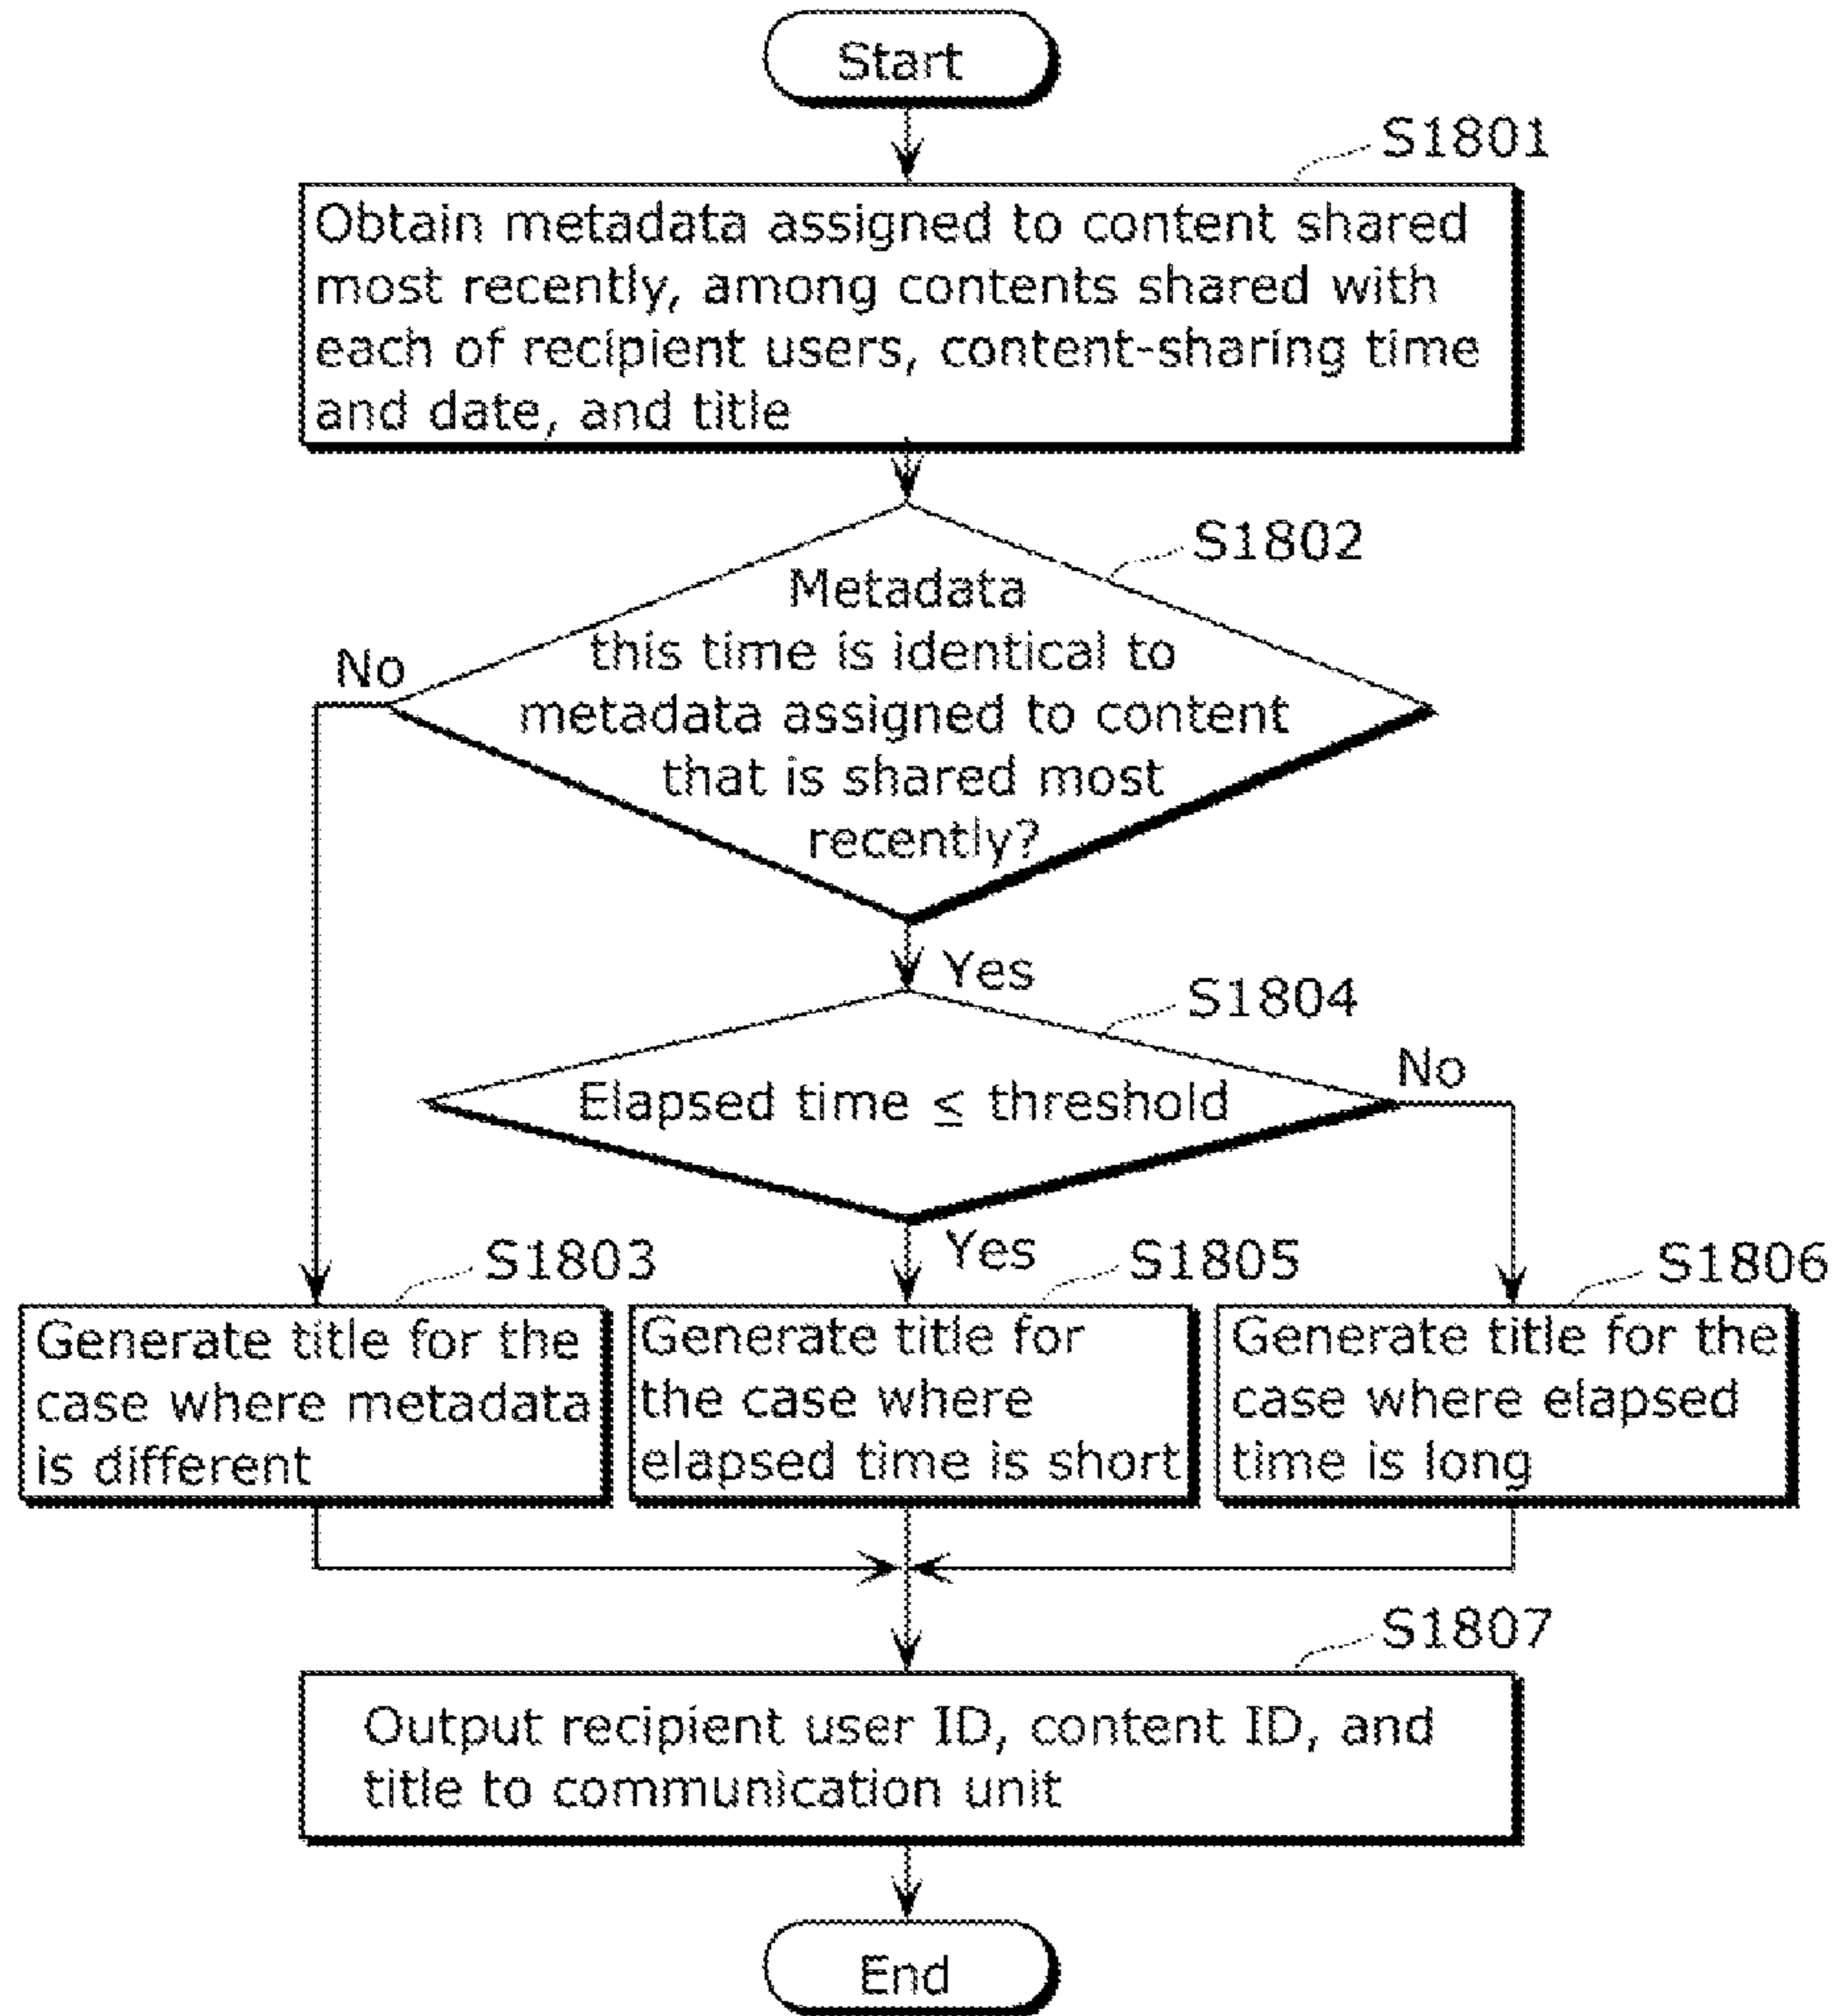 Start
S1801
Obtain metadata assigned to content shared
most recently, among contents shared with
each of recipient users, content-sharing time
and date, and title
S1802
Metadata
this time is identical to
metadata assigned to content
that is shared most
recently?
No
Yes
S1804
Elapsed time ≤ threshold
No
Yes
S1803
Generate title for the
case where metadata
is different
S1805
Generate title for
the case where
elapsed time is short
S1806
Generate title for the
case where elapsed
time is long
S1807
Output recipient user ID, content ID, and
title to communication unit
End